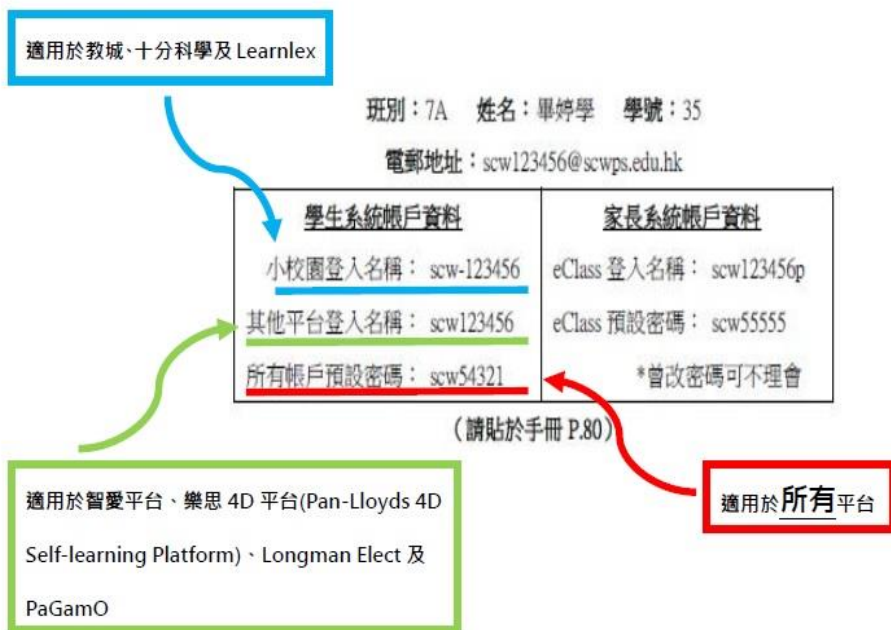 適用於教城、十分科學及 Learnlex
班別：7A 姓名：畢婷學 學號：35
電郵地址：scw123456@scwps.edu.hk
學生系統帳戶資料
小校園登入名稱： scw-123456
其他平台登入名稱： scw123456
所有帳戶預設密碼： scw54321
家長系統帳戶資料
eClass 登入名稱： scw123456p
eClass 預設密碼： scw55555
*曾改密碼可不理會
（請貼於手冊 P.80）
適用於智愛平台、樂思 4D 平台(Pan-Lloyds 4D
Self-learning Platform)、Longman Elect 及
PaGamO
適用於所有平台